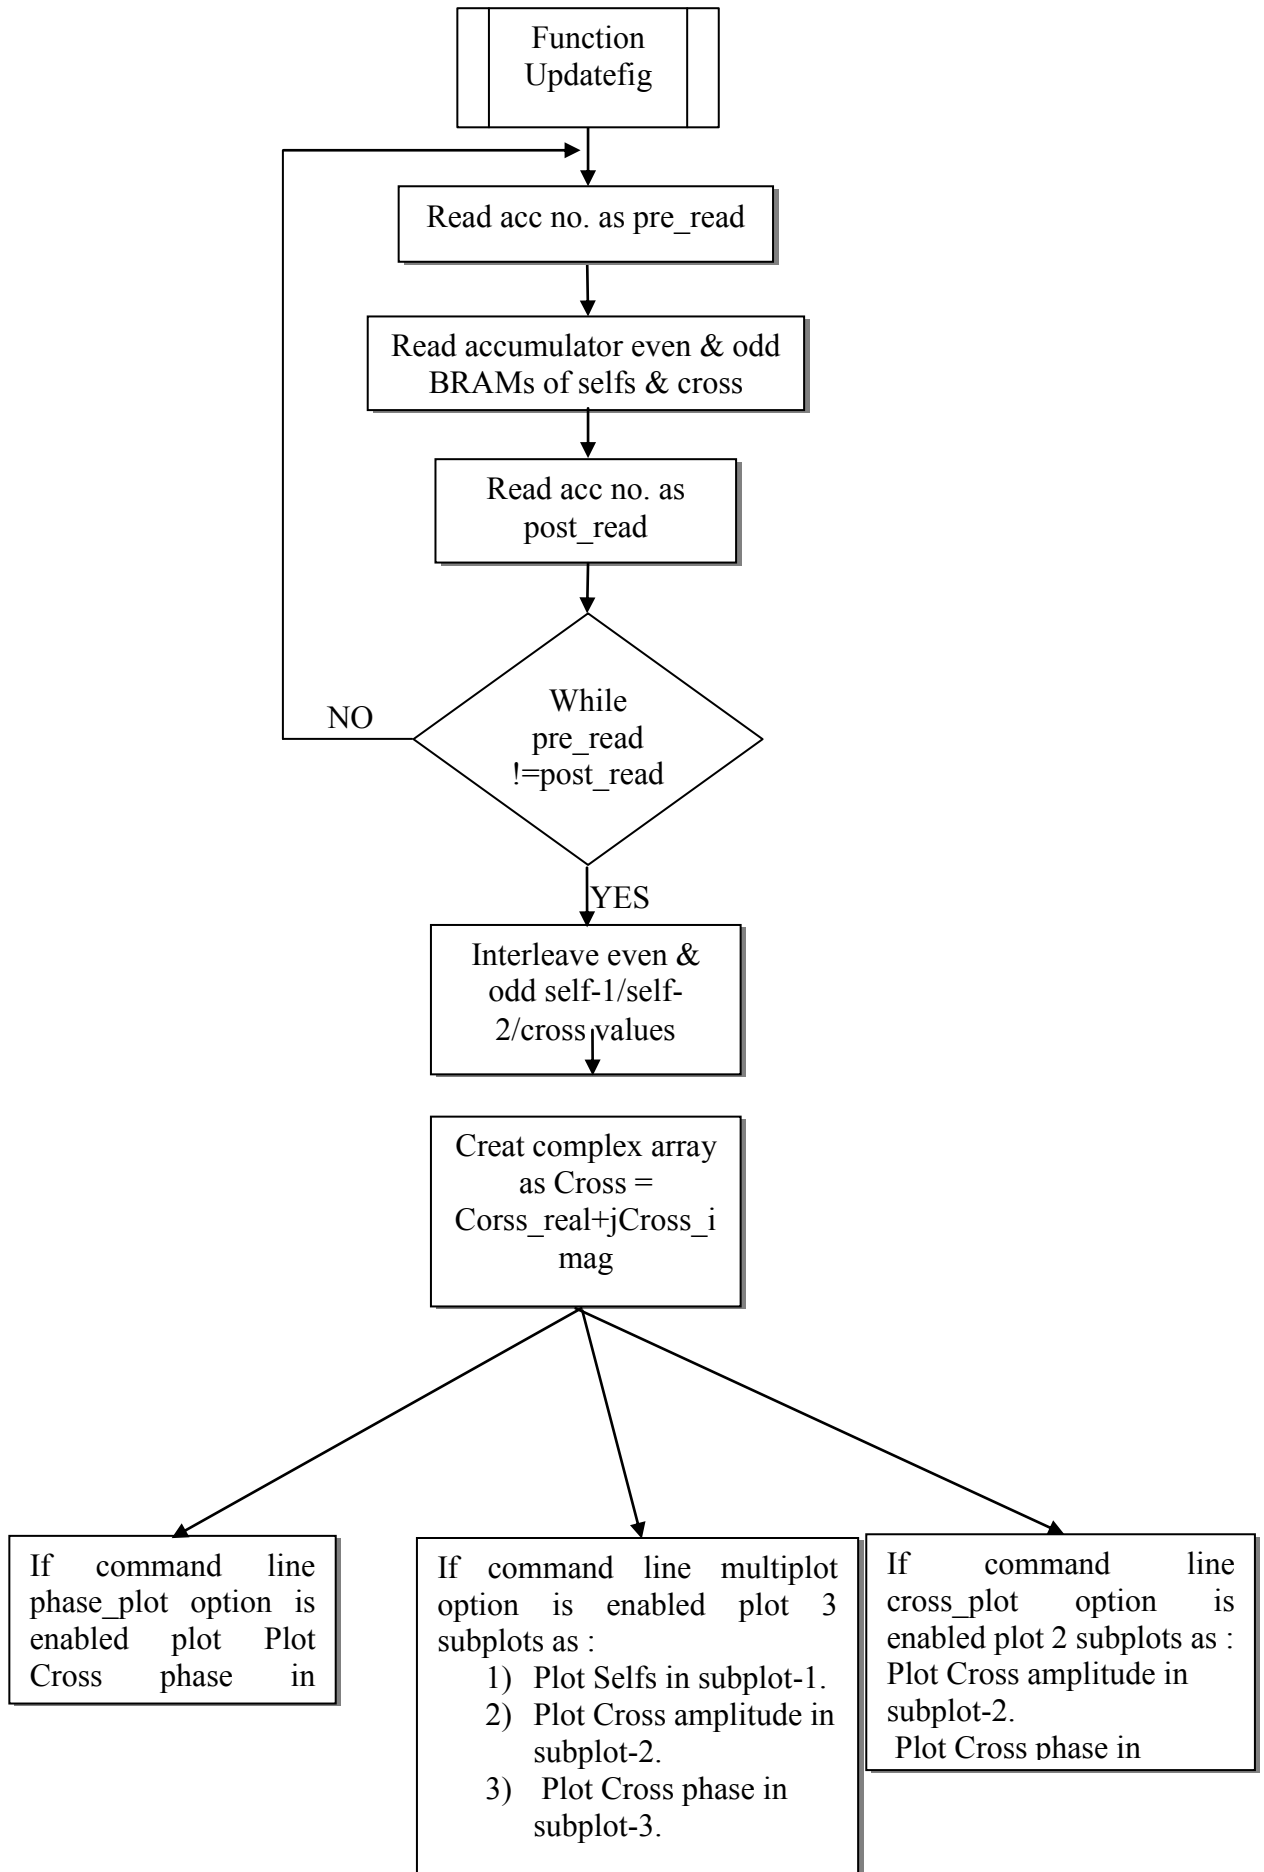 Function
Updatefig
Read acc no. as pre_read
Read accumulator even & odd
BRAMs of selfs & cross
Read acc no. as
post_read
While
pre_read
!=post_read
NO
YES
Interleave even &
odd self-1/self-
2/cross values
Creat complex array
as Cross =
Corss_real+jCross_i
mag
If command line
phase_plot option is
enabled plot Plot
Cross phase in
If command line multiplot
option is enabled plot 3
subplots as :
1) Plot Selfs in subplot-1.
2) Plot Cross amplitude in
subplot-2.
3) Plot Cross phase in
subplot-3.
If command line
cross_plot option is
enabled plot 2 subplots as :
Plot Cross amplitude in
subplot-2.
Plot Cross phase in